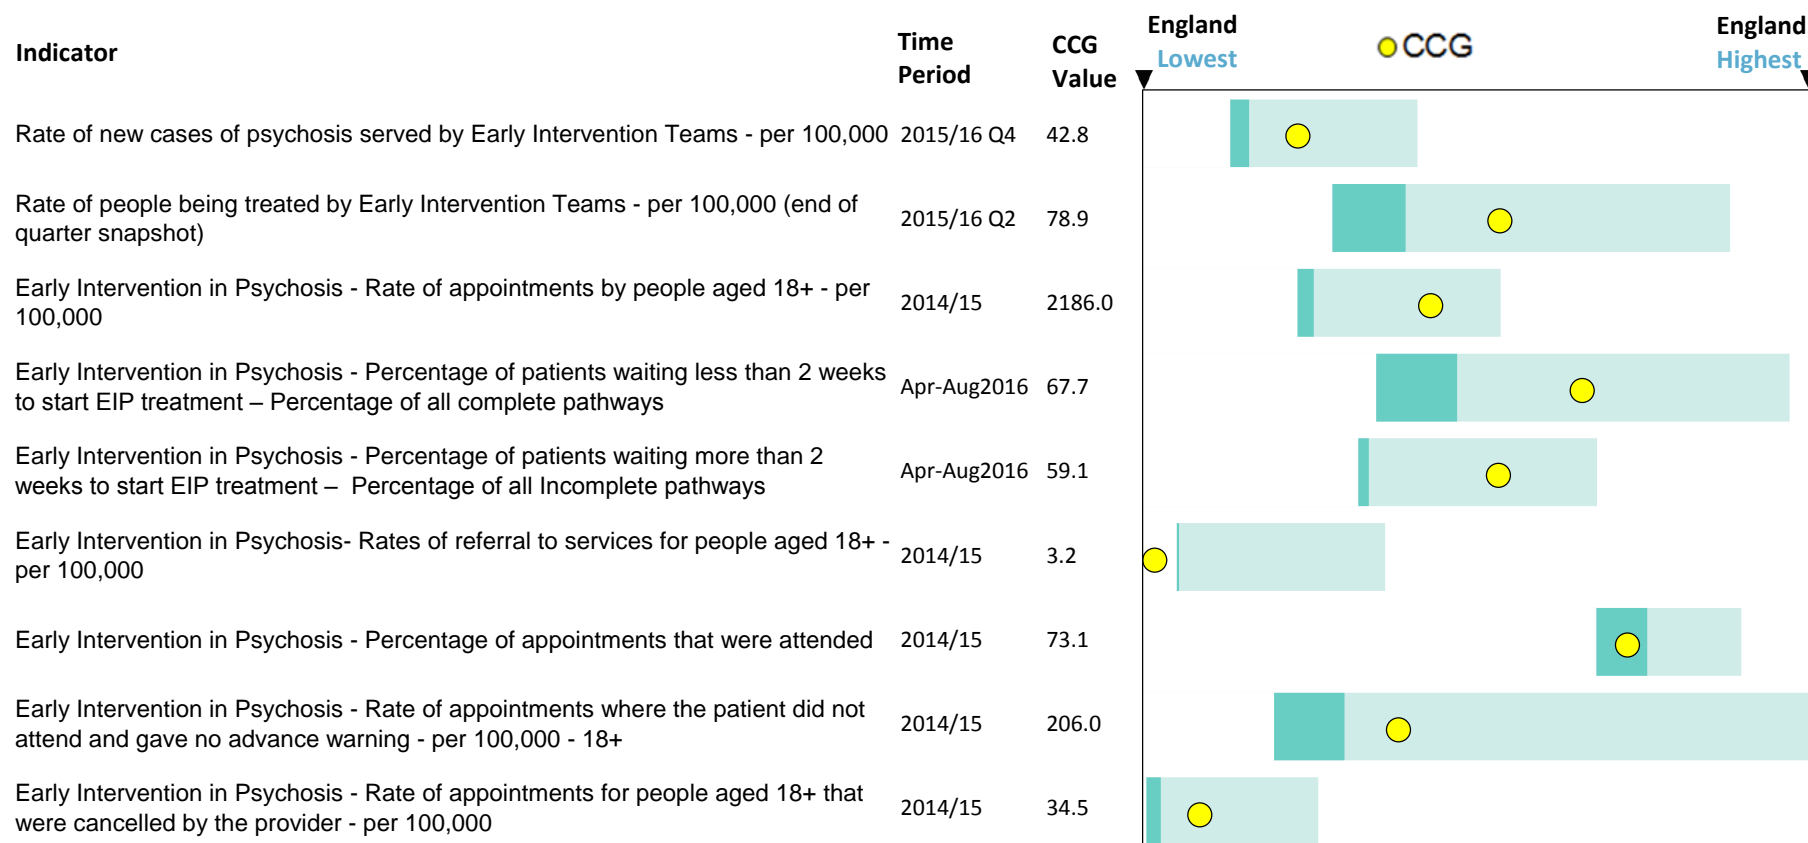 Indicator
Time
Period
CCG
Value
England
Lowest
CCG
England
Highest
Rate of new cases of psychosis served by Early Intervention Teams - per 100,000 2015/16 Q4 42.8
Rate of people being treated by Early Intervention Teams - per 100,000 (end of
quarter snapshot)
2015/16 Q2 78.9
Early Intervention in Psychosis - Rate of appointments by people aged 18+ - per
100,000
2014/15 2186.0
Early Intervention in Psychosis - Percentage of patients waiting less than 2 weeks
to start EIP treatment – Percentage of all complete pathways
Apr-Aug2016 67.7
Early Intervention in Psychosis - Percentage of patients waiting more than 2
weeks to start EIP treatment – Percentage of all Incomplete pathways
Apr-Aug2016 59.1
Early Intervention in Psychosis- Rates of referral to services for people aged 18+ -
per 100,000
2014/15 3.2
Early Intervention in Psychosis - Percentage of appointments that were attended 2014/15 73.1
Early Intervention in Psychosis - Rate of appointments where the patient did not
attend and gave no advance warning - per 100,000 - 18+
2014/15 206.0
Early Intervention in Psychosis - Rate of appointments for people aged 18+ that
were cancelled by the provider - per 100,000
2014/15 34.5